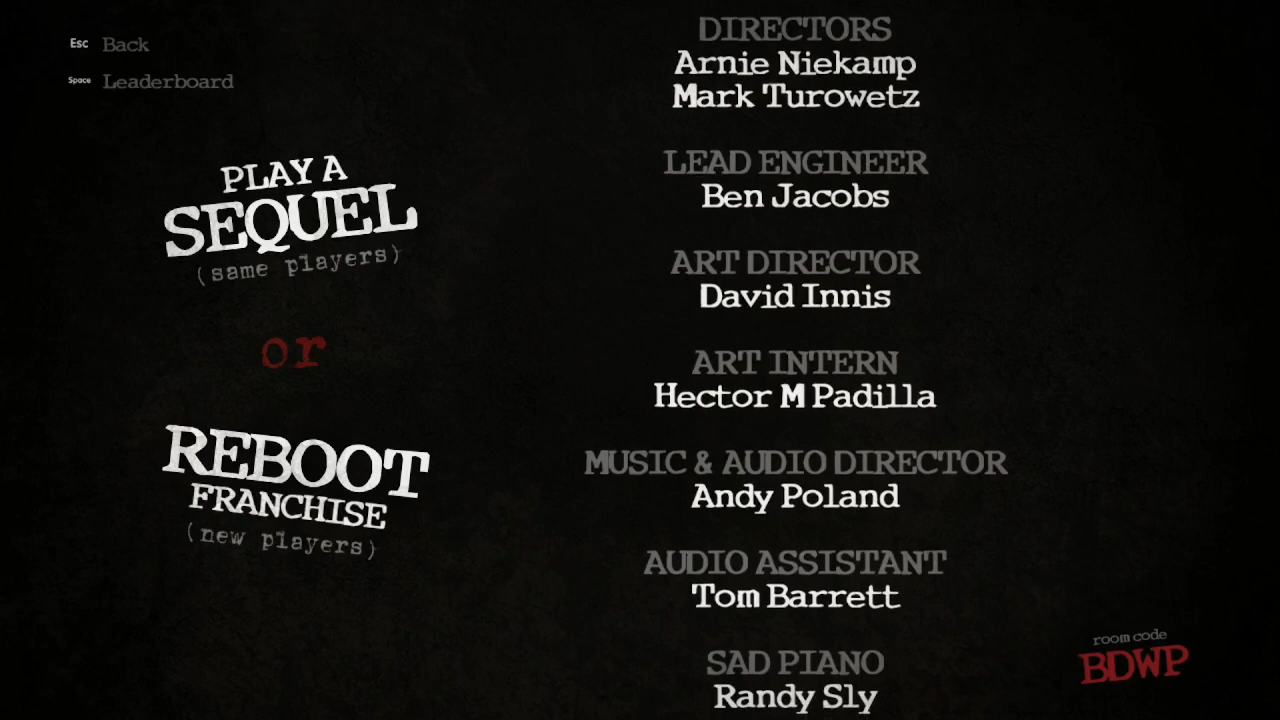 Esc Back
Space Leaderboard
PLAY A
SEQUEL
(same players)
or
REBOOT
FRANCHISE
(new players)
DIRECTORS
Arnie Niekamp
Mark Turowetz
LEAD ENGINEER
Ben Jacobs
ART DIRECTOR
David Innis
ART INTERN
Hector M Padilla
MUSIC & AUDIO DIRECTOR
Andy Poland
AUDIO ASSISTANT
Tom Barrett
SAD PIANO
Randy Sly
room code
BDWP